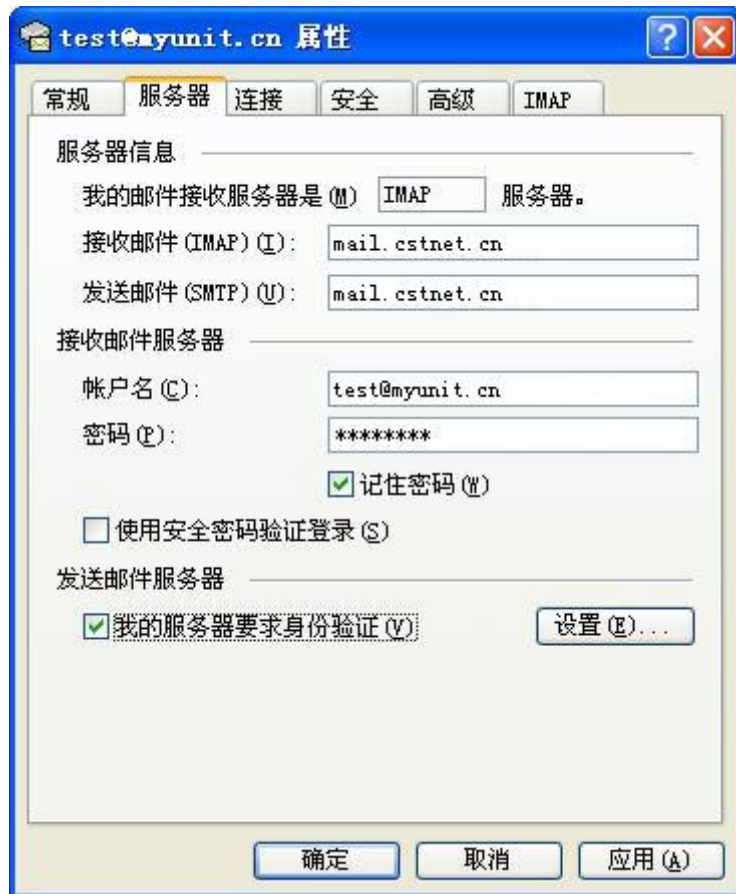 test@myunit.cn 属性
常规 服务器 连接 安全 高级 IMAP
服务器信息
我的邮件接收服务器是(M) IMAP 服务器。
接收邮件(IMAP)(I): mail.cstnet.cn
发送邮件(SMTP)(U): mail.cstnet.cn
接收邮件服务器
帐户名(C): test@myunit.cn
密码(P): ********
记住密码(W)
使用安全密码验证登录(S)
发送邮件服务器
我的服务器要求身份验证(V) 设置(E)...
确定 取消 应用(A)